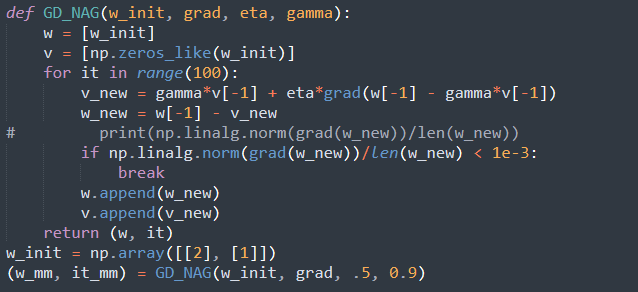 def GD_NAG(w_init, grad, eta, gamma):
    w = [w_init]
    v = [np.zeros_like(w_init)]
    for it in range(100):
        v_new = gamma*v[-1] + eta*grad(w[-1] - gamma*v[-1])
        w_new = w[-1] - v_new
#         print(np.linalg.norm(grad(w_new))/len(w_new))
        if np.linalg.norm(grad(w_new))/len(w_new) < 1e-3:
            break
        w.append(w_new)
        v.append(v_new)
    return (w, it)
w_init = np.array([[2], [1]])
(w_mm, it_mm) = GD_NAG(w_init, grad, .5, 0.9)